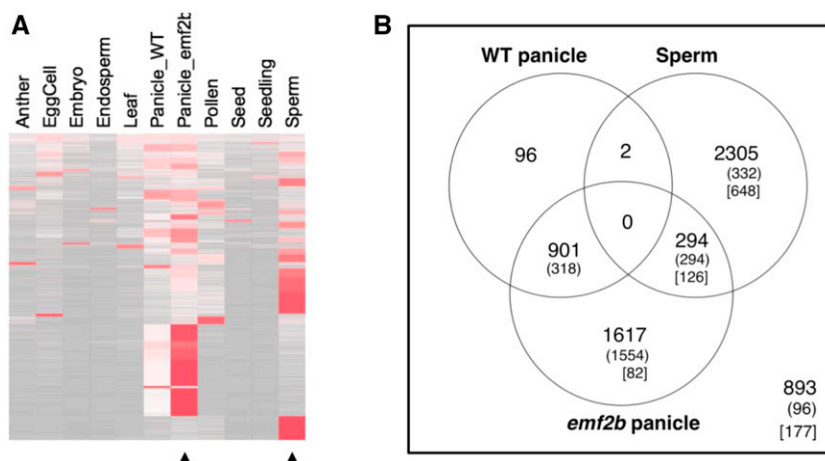 A
Anther
EggCell
Embryo
Endosperm
Leaf
Panicle_WT
Panicle_emf2b
Pollen
Seed
Seedling
Sperm
B
WT panicle
Sperm
96
2
2305
(332)
[648]
0
901
(318)
294
(294)
[126]
1617
(1554)
[82]
emf2b panicle
893
(96)
[177]